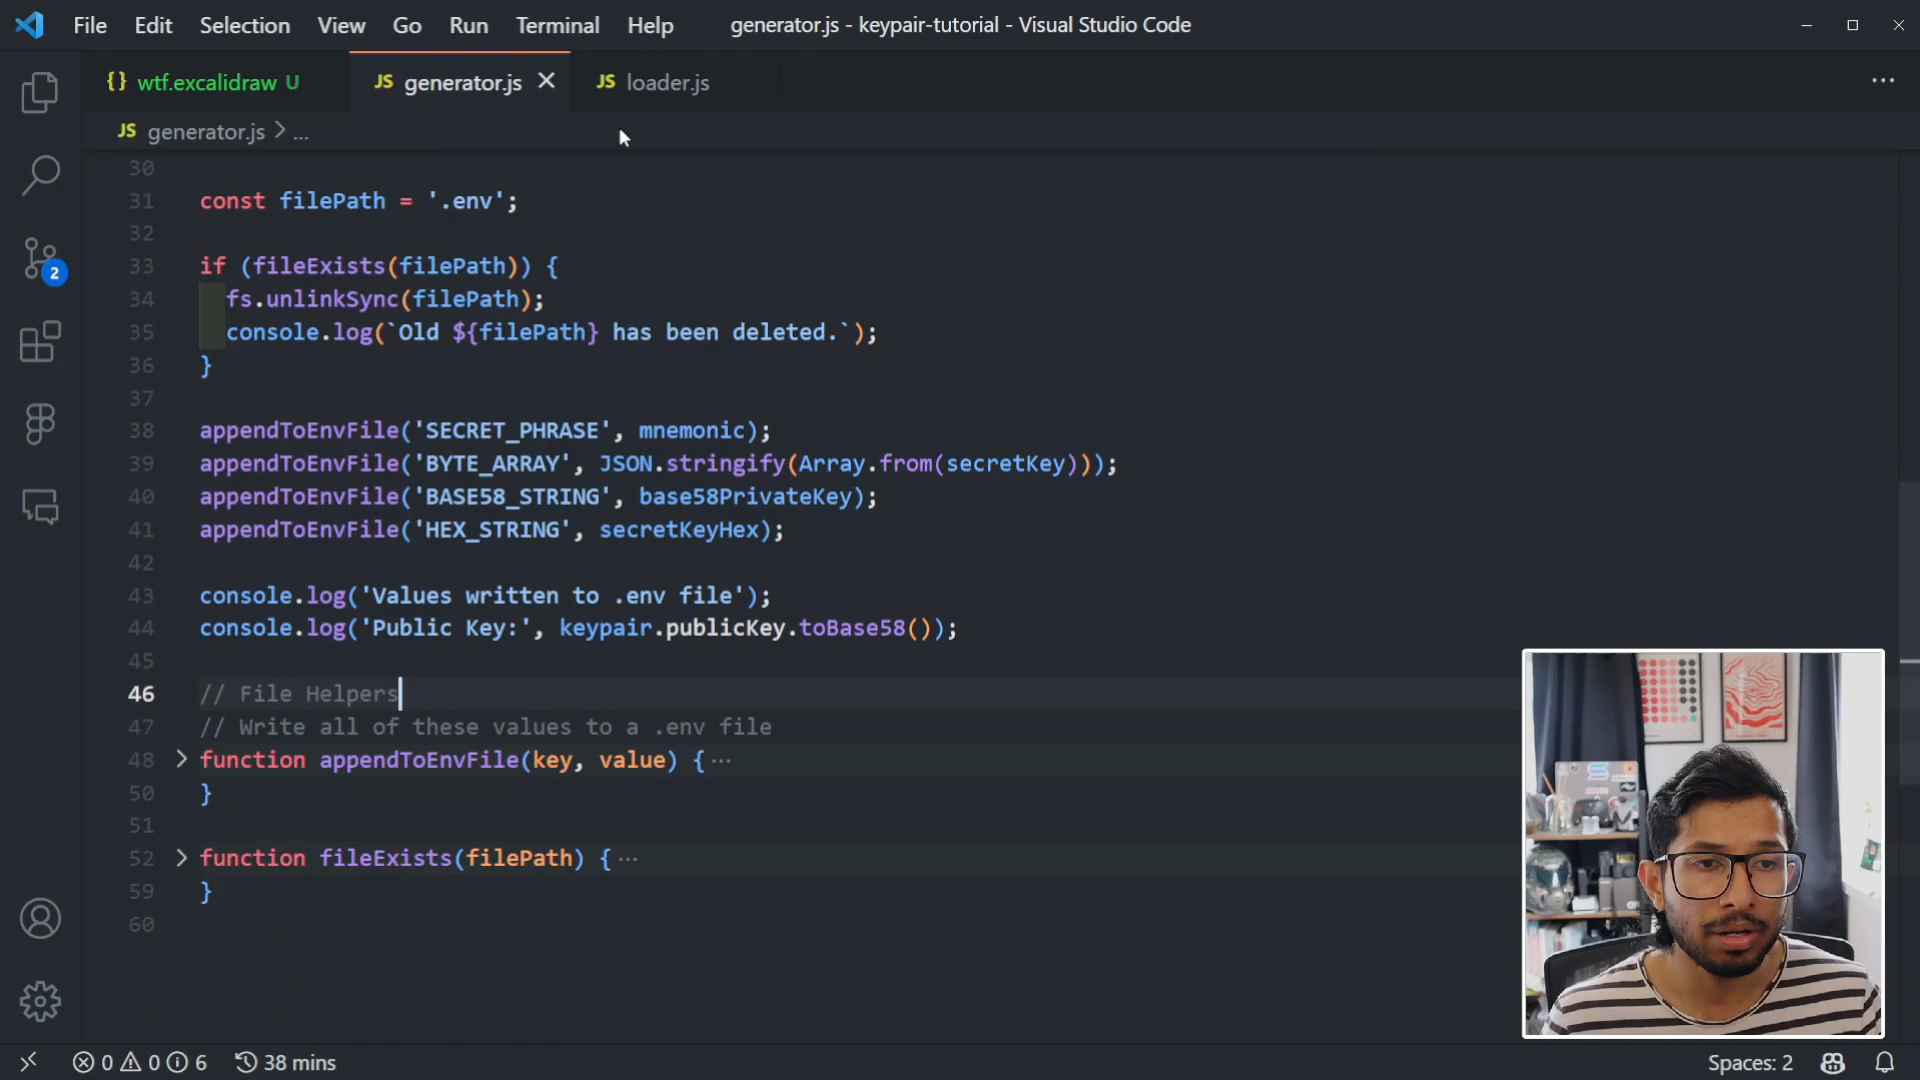 File Edit Selection View Go Run Terminal Help generator.js - keypair-tutorial - Visual Studio Code
{} wtf.excalidraw U JS generator.js JS loader.js
JS generator.js > ...
30
31 const filePath = '.env';
32
33 if (fileExists(filePath)) {
34 fs.unlinkSync(filePath);
35 console.log(`Old ${filePath} has been deleted.`);
36 }
37
38 appendToEnvFile('SECRET_PHRASE', mnemonic);
39 appendToEnvFile('BYTE_ARRAY', JSON.stringify(Array.from(secretKey)));
40 appendToEnvFile('BASE58_STRING', base58PrivateKey);
41 appendToEnvFile('HEX_STRING', secretKeyHex);
42
43 console.log('Values written to .env file');
44 console.log('Public Key:', keypair.publicKey.toBase58());
45
46 // File Helpers
47 // Write all of these values to a .env file
48 > function appendToEnvFile(key, value) { ...
50 }
51
52 > function fileExists(filePath) { ...
59 }
60
2
0 0 6 38 mins Spaces: 2